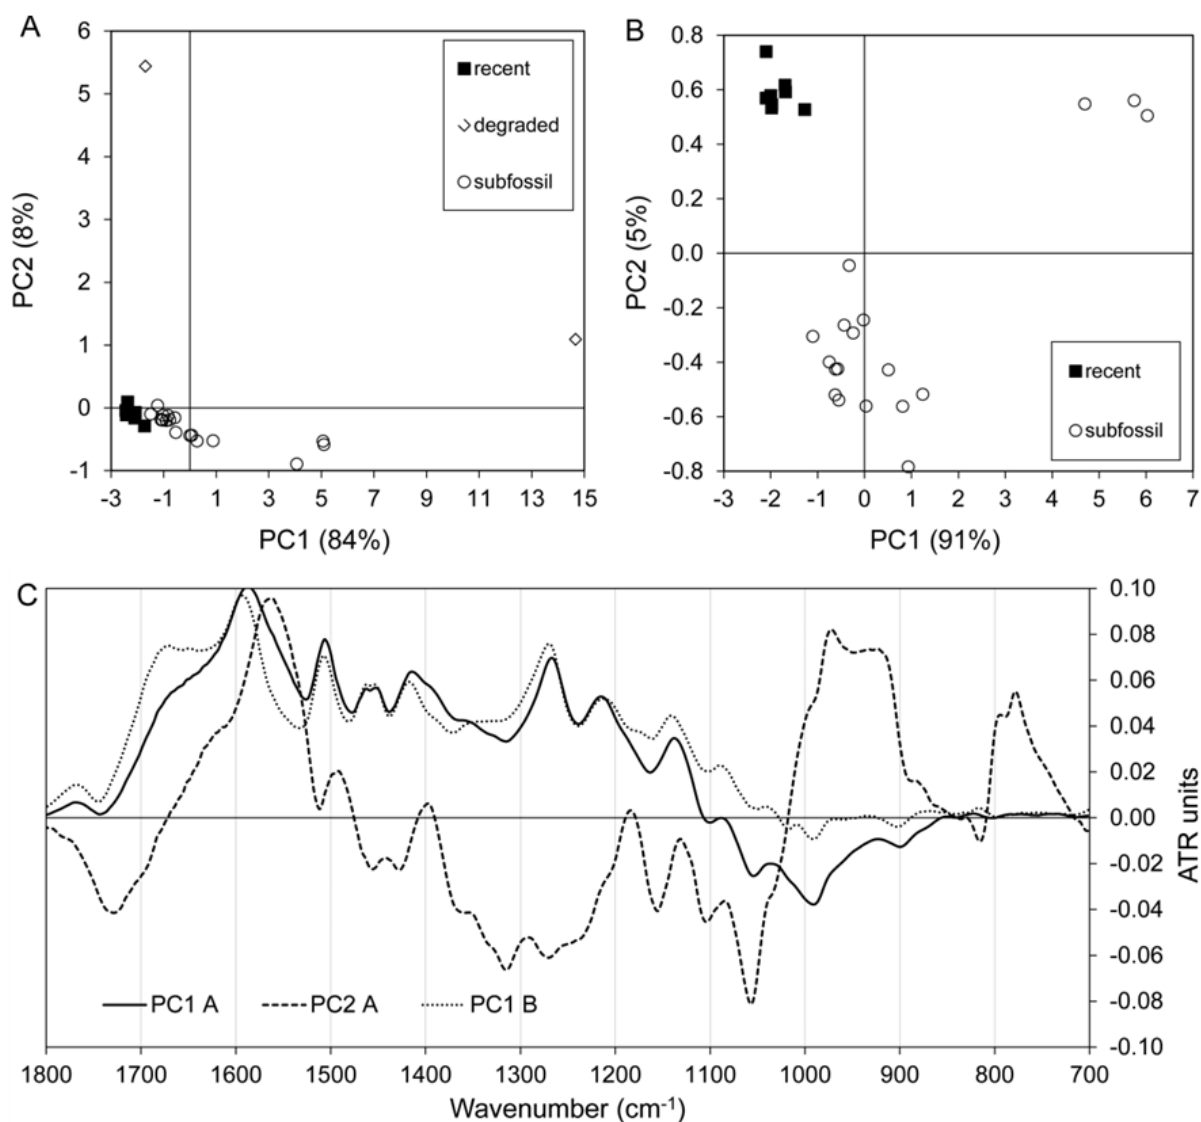 A
6
5
4
3
2
1
0
-1
PC2 (8%)
recent
degraded
subfossil
-3 -1 1 3 5 7 9 11 13 15
PC1 (84%)
B
0.8
0.6
0.4
0.2
0.0
-0.2
-0.4
-0.6
-0.8
PC2 (5%)
recent
subfossil
-3 -2 -1 0 1 2 3 4 5 6 7
PC1 (91%)
C
0.10
0.08
0.06
0.04
0.02
0.00
-0.02
-0.04
-0.06
-0.08
-0.10
ATR units
PC1 A PC2 A PC1 B
1800 1700 1600 1500 1400 1300 1200 1100 1000 900 800 700
Wavenumber (cm⁻¹)